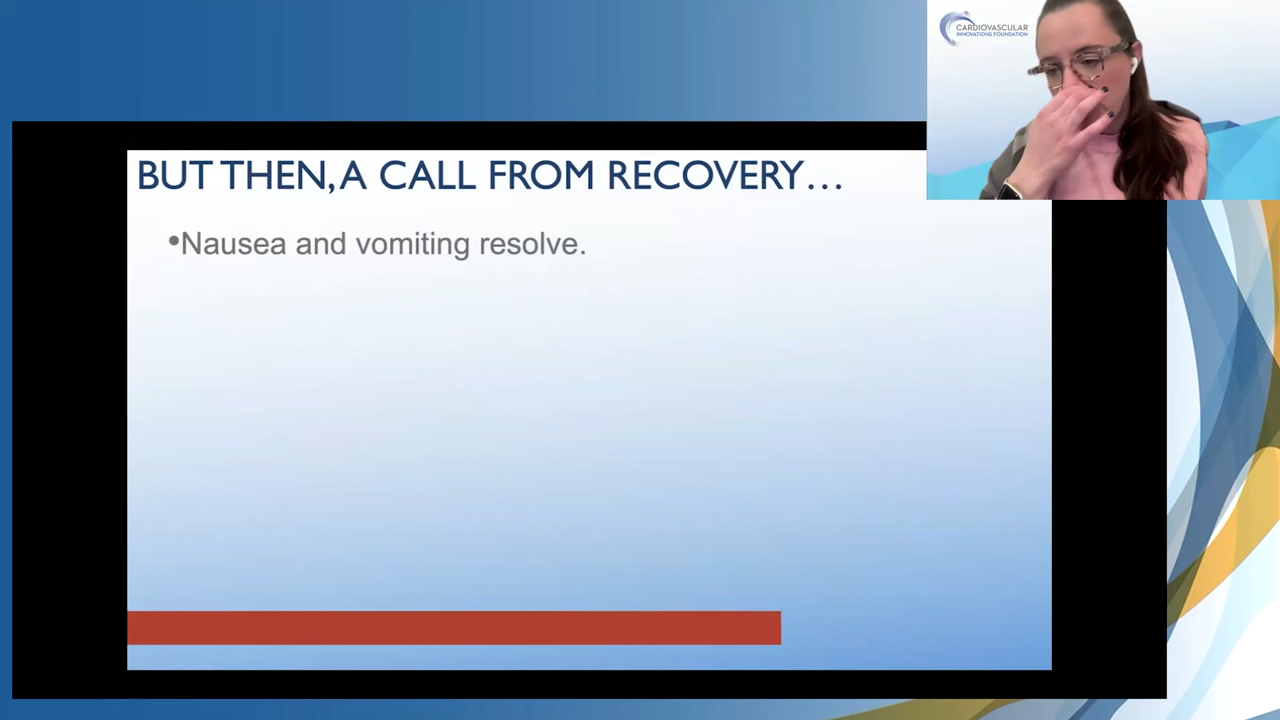 CARDIOVASCULAR
INNOVATIONS FOUNDATION
BUT THEN, A CALL FROM RECOVERY...
•Nausea and vomiting resolve.